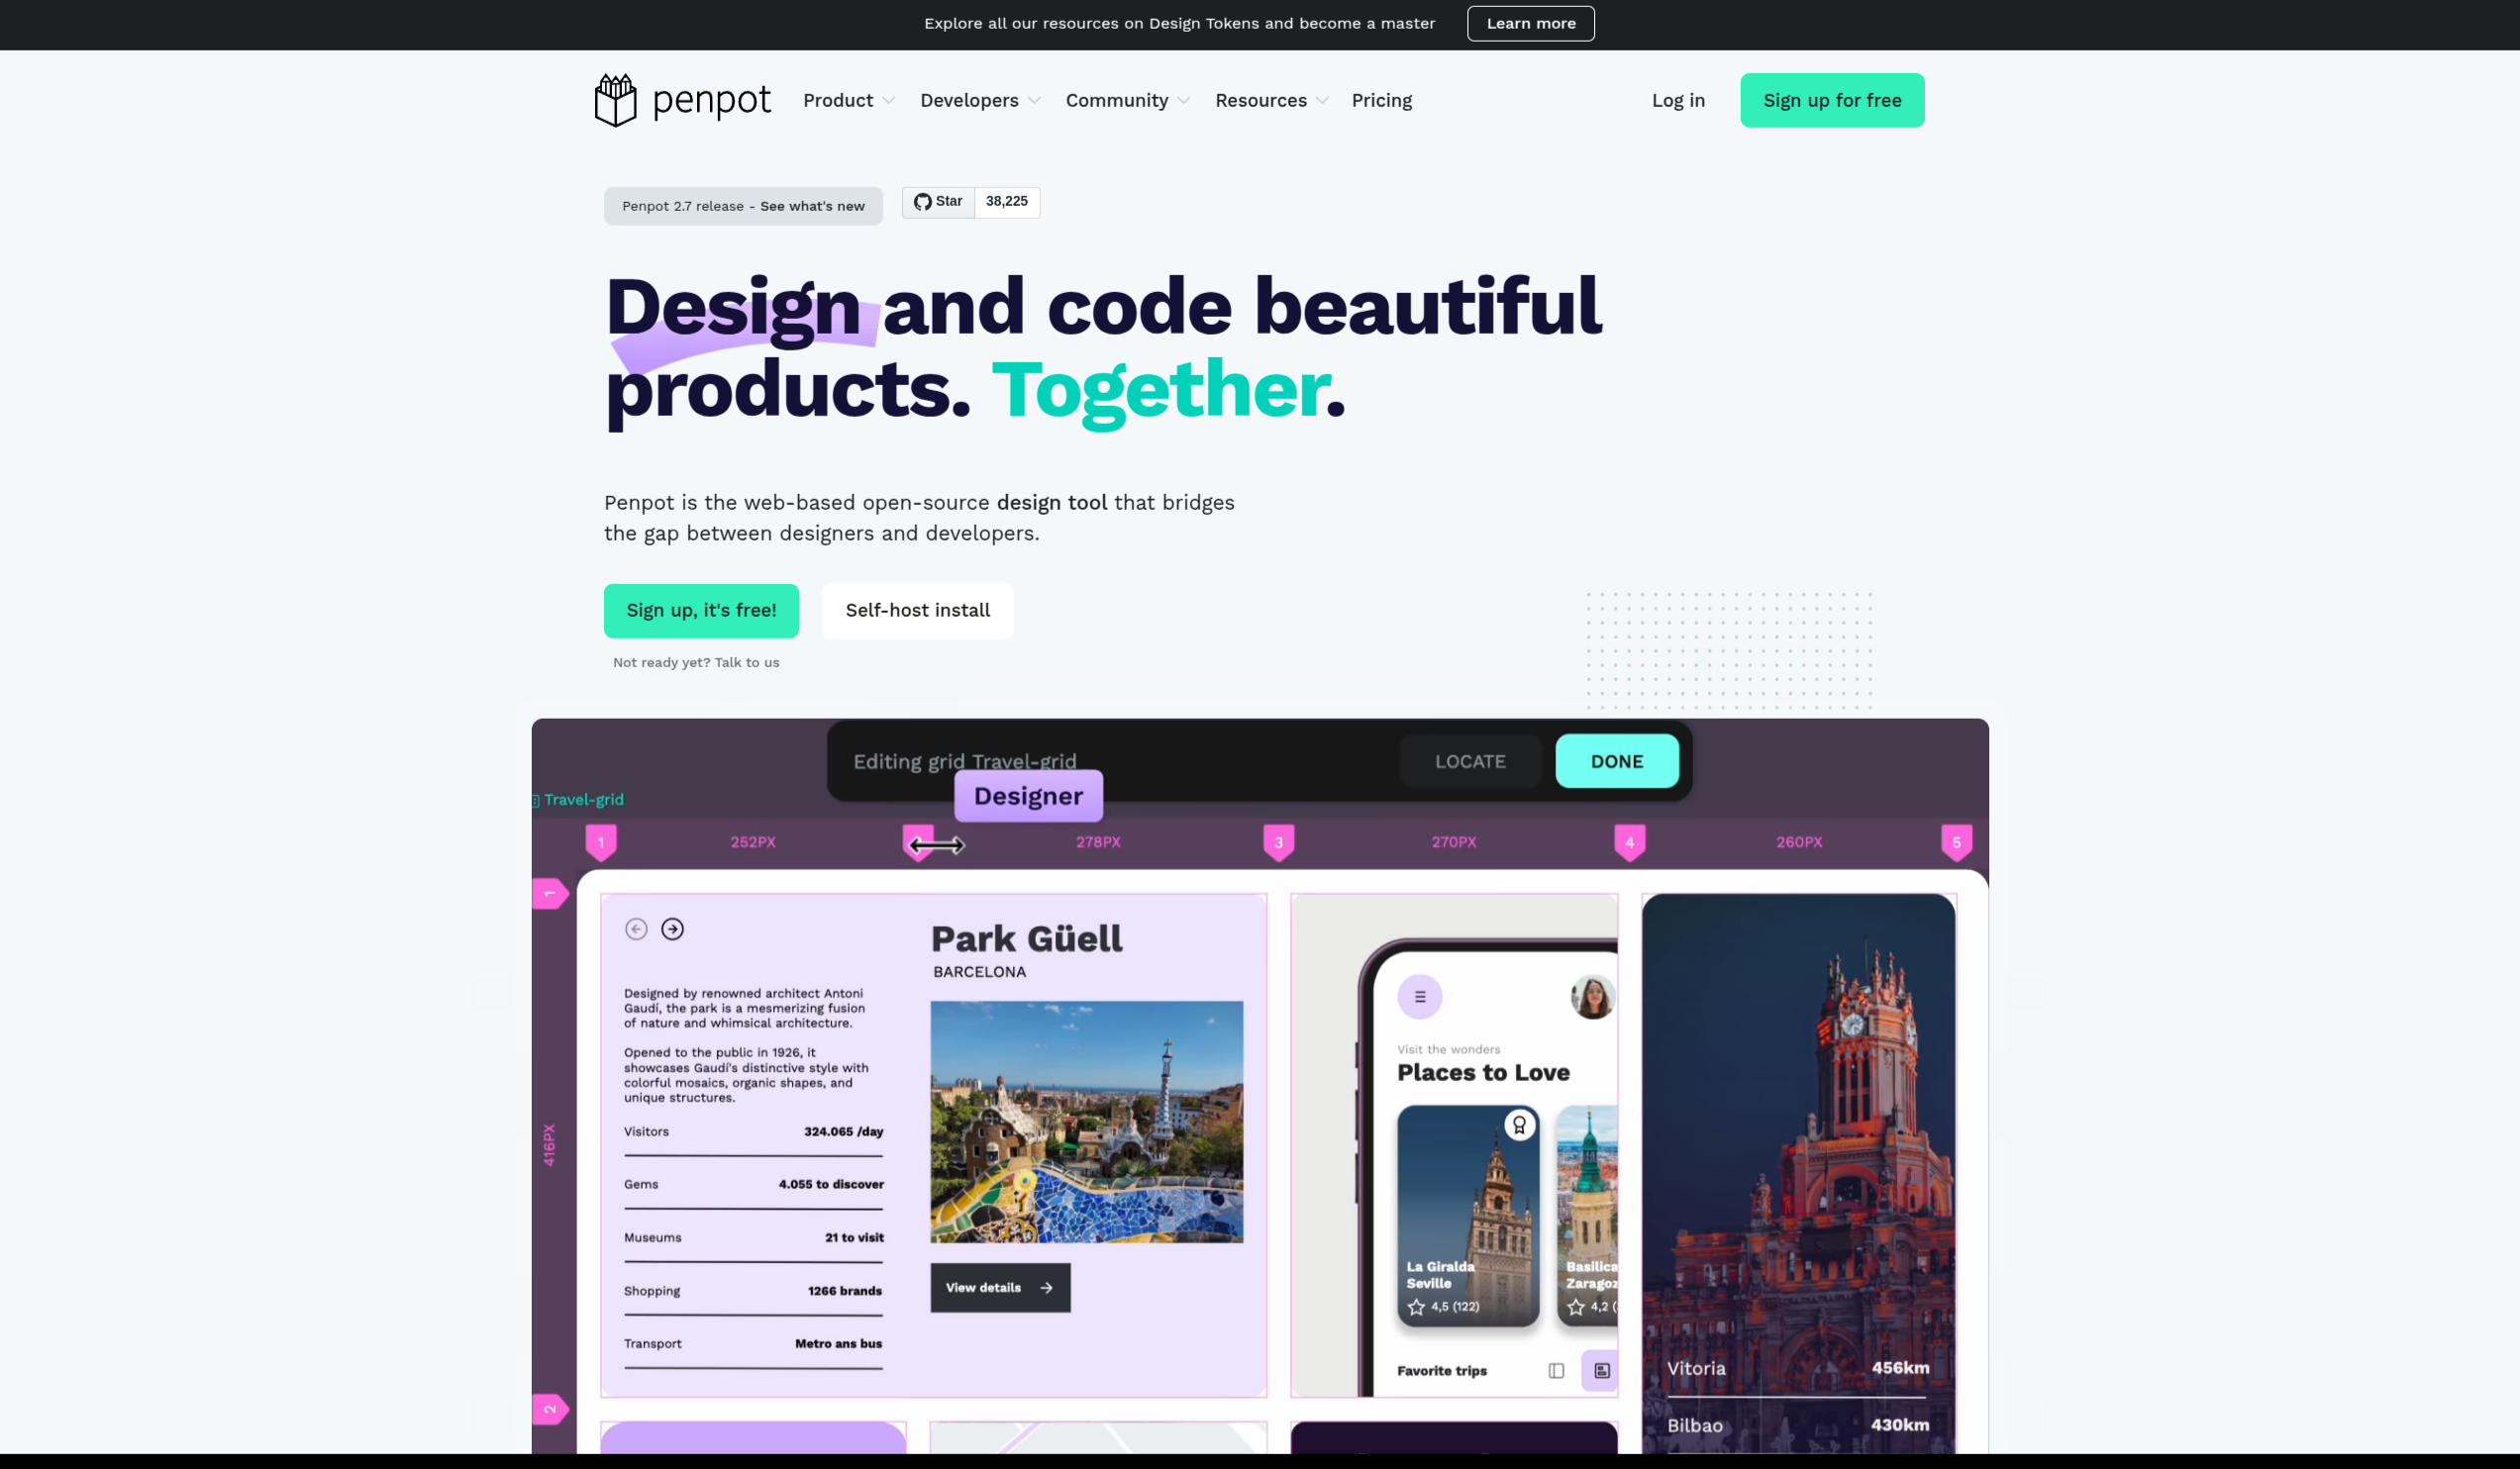 Explore all our resources on Design Tokens and become a master
Learn more
penpot
Product
Developers
Community
Resources
Pricing
Log in
Sign up for free
Penpot 2.7 release - See what's new
Star
38,225
Design and code beautiful
products. Together.
Penpot is the web-based open-source design tool that bridges
the gap between designers and developers.
Sign up, it's free!
Self-host install
Not ready yet? Talk to us
Editing grid Travel-grid
LOCATE
DONE
Designer
Travel-grid
1
252PX
278PX
3
270PX
4
260PX
5
1
416PX
2
Park Güell
BARCELONA
Designed by renowned architect Antoni
Gaudí, the park is a mesmerizing fusion
of nature and whimsical architecture.
Opened to the public in 1926, it
showcases Gaudí's distinctive style with
colorful mosaics, organic shapes, and
unique structures.
Visitors 324.065 /day
Gems 4.055 to discover
Museums 21 to visit
Shopping 1266 brands
Transport Metro ans bus
View details
Visit the wonders
Places to Love
La Giralda
Seville
4,5 (122)
Basilica
Zaragoz
4,2 (
Favorite trips
Vitoria 456km
Bilbao 430km